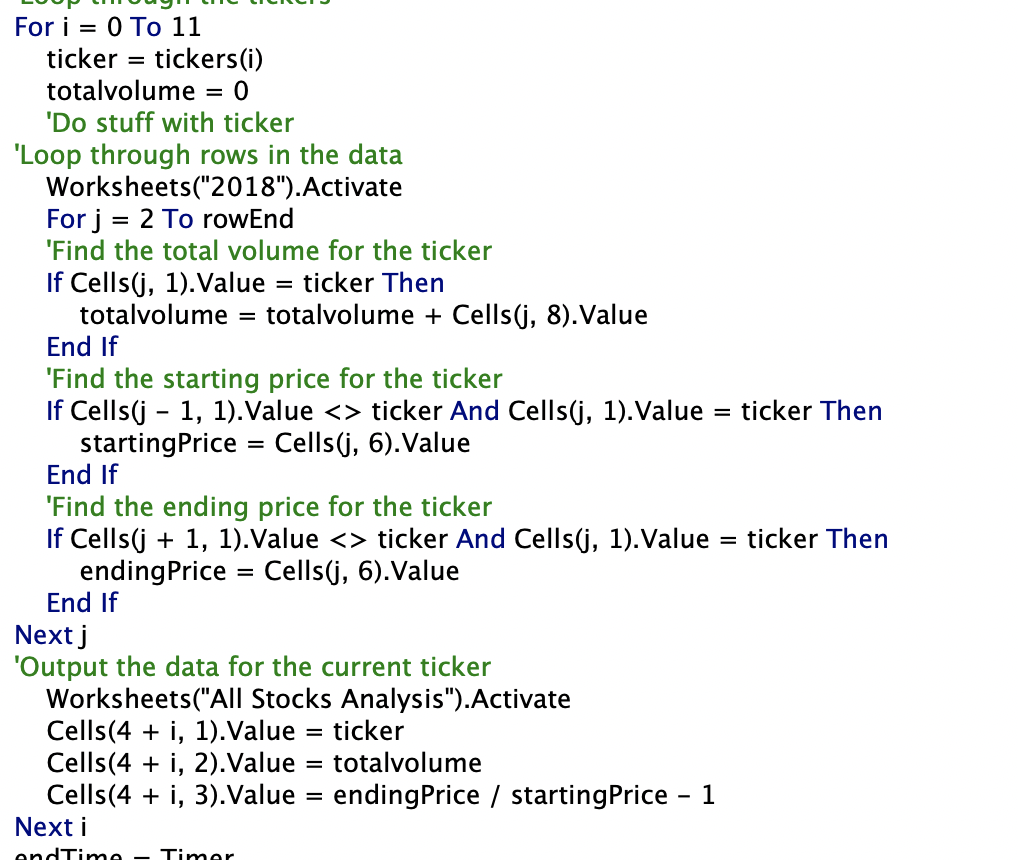 'Loop through the tickers
For i = 0 To 11
ticker = tickers(i)
totalvolume = 0
'Do stuff with ticker
'Loop through rows in the data
Worksheets("2018").Activate
For j = 2 To rowEnd
'Find the total volume for the ticker
If Cells(j, 1).Value = ticker Then
totalvolume = totalvolume + Cells(j, 8).Value
End If
'Find the starting price for the ticker
If Cells(j - 1, 1).Value <> ticker And Cells(j, 1).Value = ticker Then
startingPrice = Cells(j, 6).Value
End If
'Find the ending price for the ticker
If Cells(j + 1, 1).Value <> ticker And Cells(j, 1).Value = ticker Then
endingPrice = Cells(j, 6).Value
End If
Next j
'Output the data for the current ticker
Worksheets("All Stocks Analysis").Activate
Cells(4 + i, 1).Value = ticker
Cells(4 + i, 2).Value = totalvolume
Cells(4 + i, 3).Value = endingPrice / startingPrice - 1
Next i
endTime = Timer